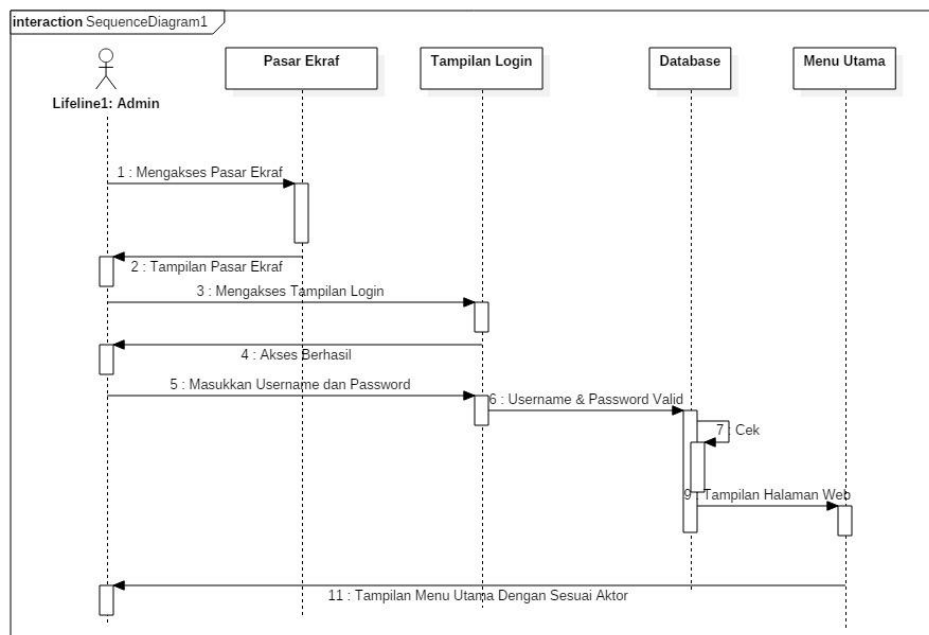 interaction SequenceDiagram1
Pasar Ekraf
Tampilan Login
Database
Menu Utama
Lifeline1: Admin
1 : Mengakses Pasar Ekraf
2 : Tampilan Pasar Ekraf
3 : Mengakses Tampilan Login
4 : Akses Berhasil
5 : Masukkan Username dan Password
6 : Username & Password Valid
7 : Cek
9 : Tampilan Halaman Web
11 : Tampilan Menu Utama Dengan Sesuai Aktor